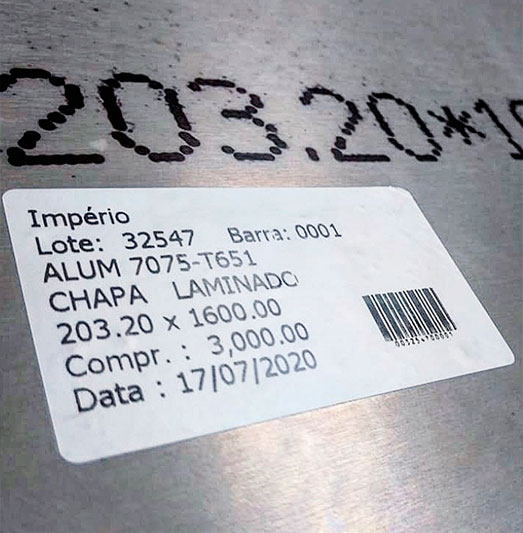 203.20*1
Império
Lote: 32547 Barra: 0001
ALUM 7075-T651
CHAPA LAMINADO
203.20 x 1600.00
Compr. : 3,000.00
Data : 17/07/2020